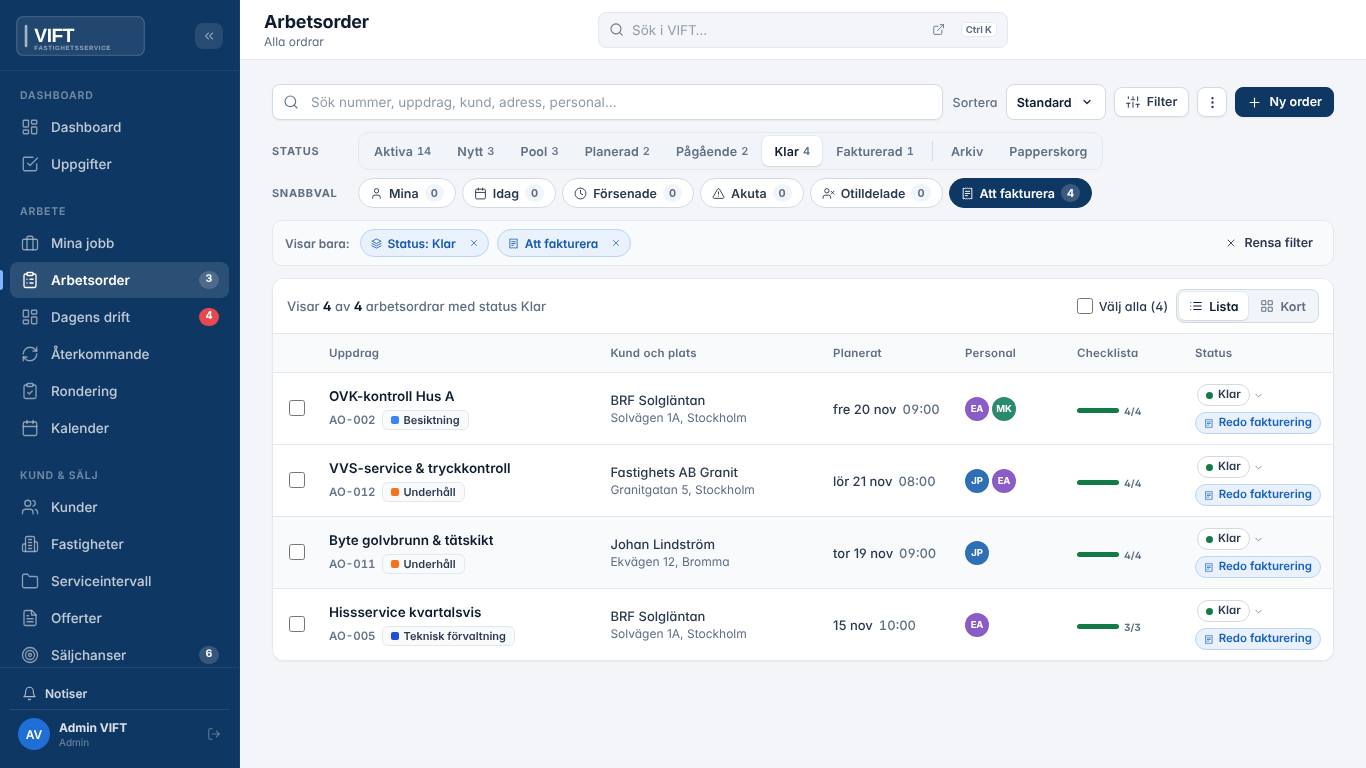 VIFT
FASTIGHETSSERVICE
DASHBOARD
Dashboard
Uppgifter
ARBETE
Mina jobb
Arbetsorder 3
Dagens drift 4
Återkommande
Rondering
Kalender
KUND & SÄLJ
Kunder
Fastigheter
Serviceintervall
Offerter
Säljchanser 6
Notiser
AV Admin VIFT
Admin
Arbetsorder
Alla ordrar
Sök i VIFT... Ctrl K
Sök nummer, uppdrag, kund, adress, personal...
Sortera Standard Filter Ny order
STATUS Aktiva 14 Nytt 3 Pool 3 Planerad 2 Pågående 2 Klar 4 Fakturerad 1 Arkiv Papperskorg
SNABBVAL Mina 0 Idag 0 Försenade 0 Akuta 0 Otilldelade 0 Att fakturera 4
Visar bara: Status: Klar × Att fakturera × × Rensa filter
Visar 4 av 4 arbetsordrar med status Klar Välj alla (4) Lista Kort
Uppdrag Kund och plats Planerat Personal Checklista Status
OVK-kontroll Hus A
AO-002 Besiktning
BRF Solgläntan
Solvägen 1A, Stockholm
fre 20 nov 09:00
EA MK
4/4
Klar
Redo fakturering
VVS-service & tryckkontroll
AO-012 Underhåll
Fastighets AB Granit
Granitgatan 5, Stockholm
lör 21 nov 08:00
JP EA
4/4
Klar
Redo fakturering
Byte golvbrunn & tätskikt
AO-011 Underhåll
Johan Lindström
Ekvägen 12, Bromma
tor 19 nov 09:00
JP
4/4
Klar
Redo fakturering
Hissservice kvartalsvis
AO-005 Teknisk förvaltning
BRF Solgläntan
Solvägen 1A, Stockholm
15 nov 10:00
EA
3/3
Klar
Redo fakturering